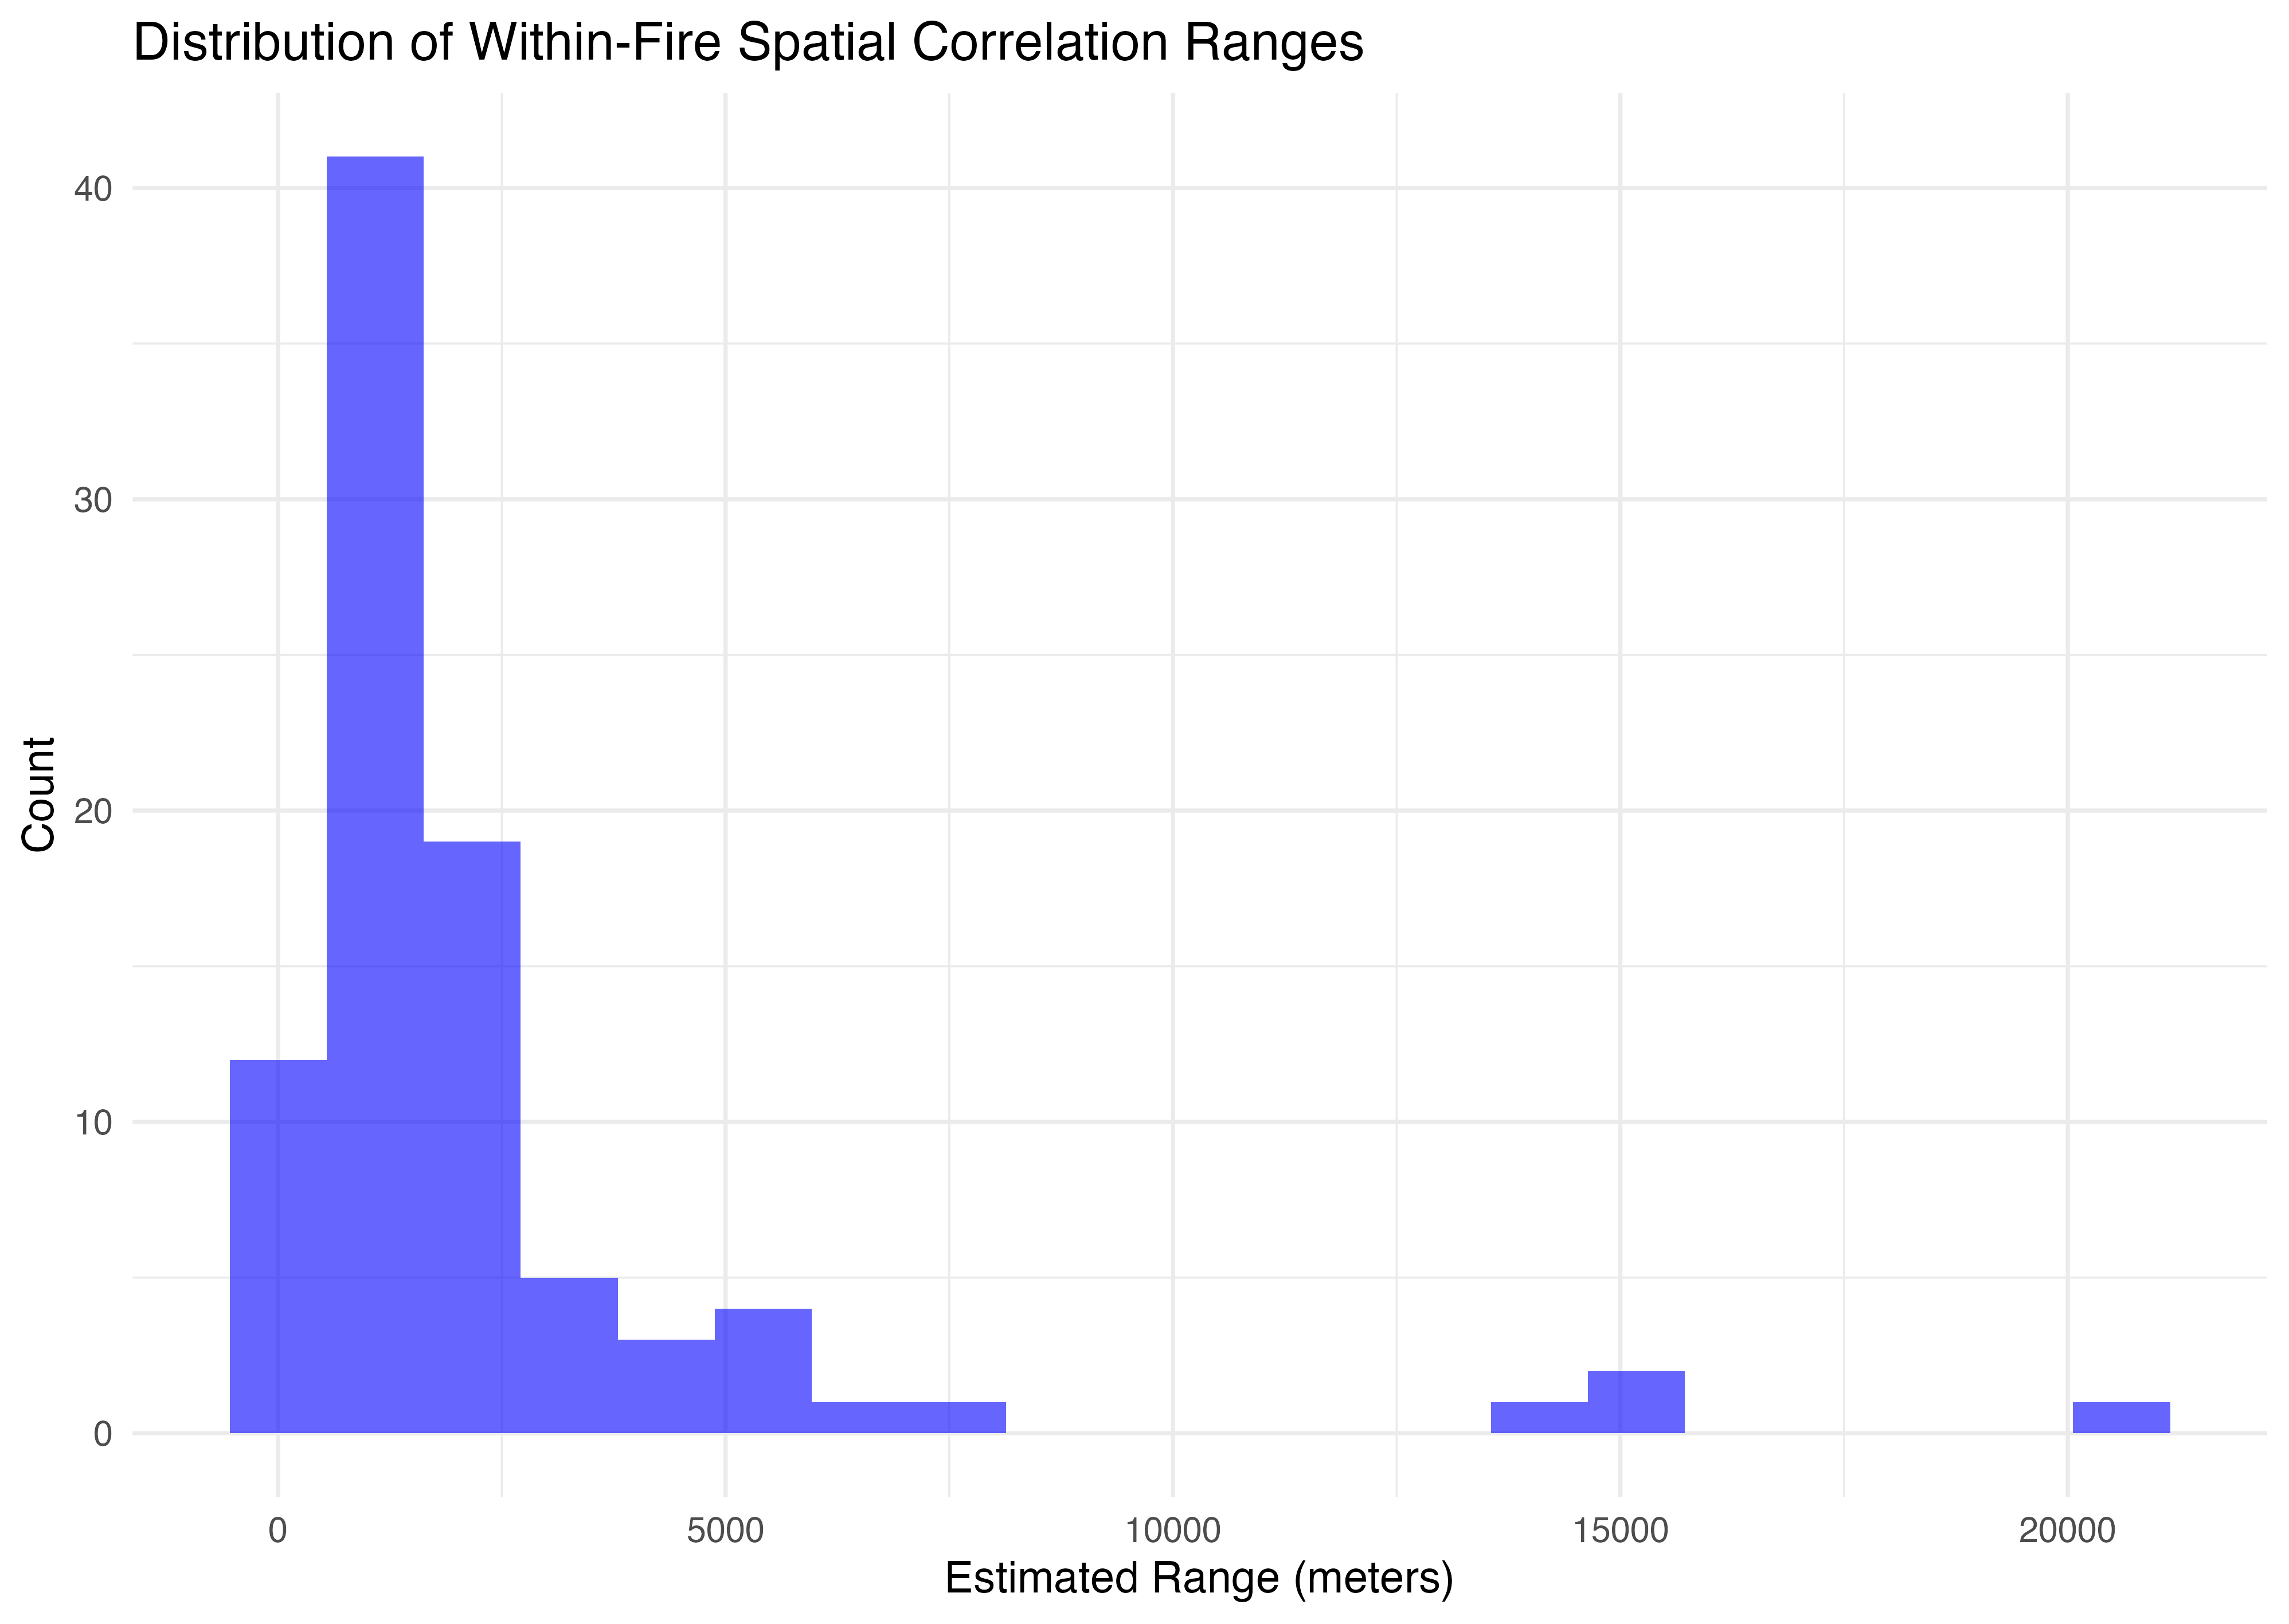 Distribution of Within-Fire Spatial Correlation Ranges
Count
40
30
20
10
0
0 5000 10000 15000 20000
Estimated Range (meters)